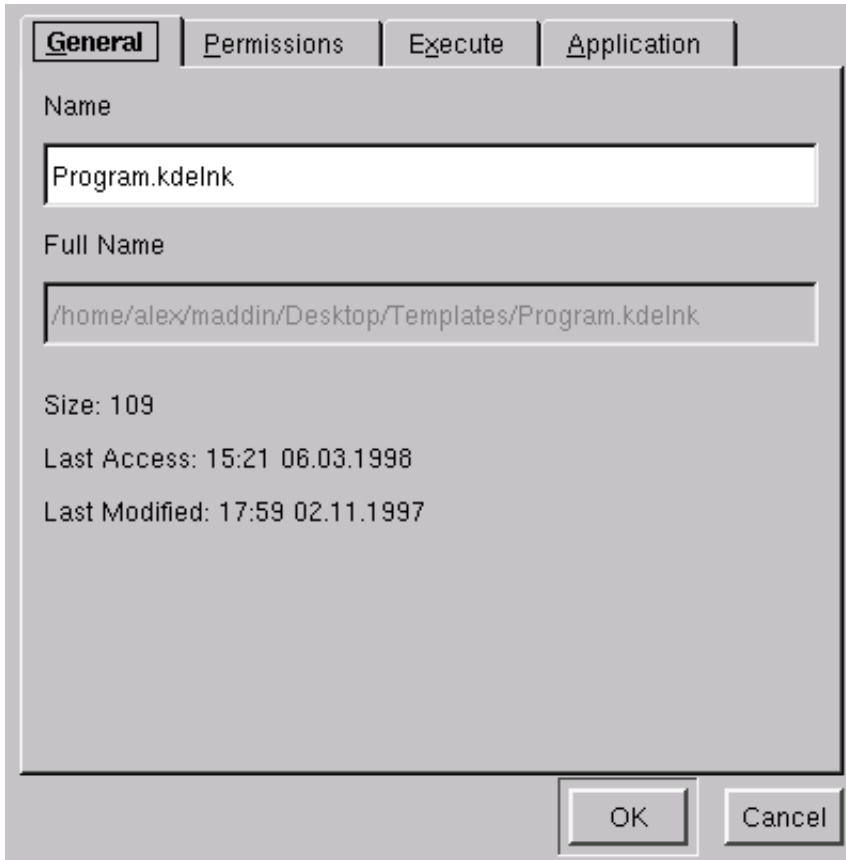 General Permissions Execute Application
Name
Program.kdelnk
Full Name
/home/alex/maddin/Desktop/Templates/Program.kdelnk
Size: 109
Last Access: 15:21 06.03.1998
Last Modified: 17:59 02.11.1997
OK Cancel